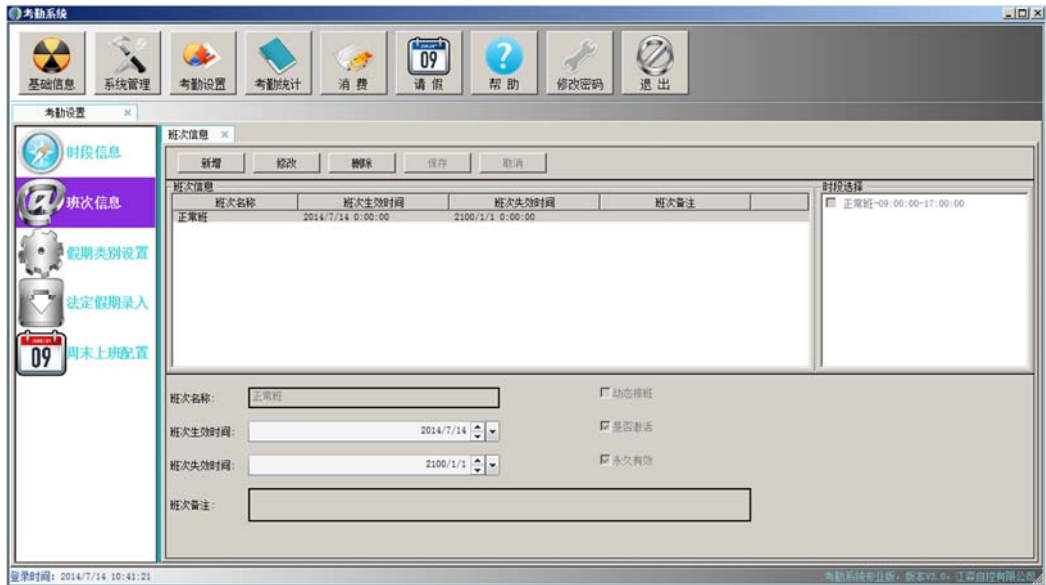 考勤系统
09
基础信息 系统管理 考勤设置 考勤统计 消 费 请 假 帮 助 修改密码 退 出
考勤设置
时段信息
班次信息
假期类别设置
法定假期录入
09
周末上班配置
班次信息
新增 修改 删除 保存 取消
班次信息
班次名称 班次生效时间 班次失效时间 班次备注
正常班 2014/7/14 0:00:00 2100/1/1 0:00:00
时段选择
正常班-09:00:00-17:00:00
班次名称: 正常班 动态排班
班次生效时间: 2014/7/14 是否激活
班次失效时间: 2100/1/1 永久有效
班次备注:
登录时间: 2014/7/14 10:41:21
考勤系统专业版, 版本V3.0, 江森自控有限公司